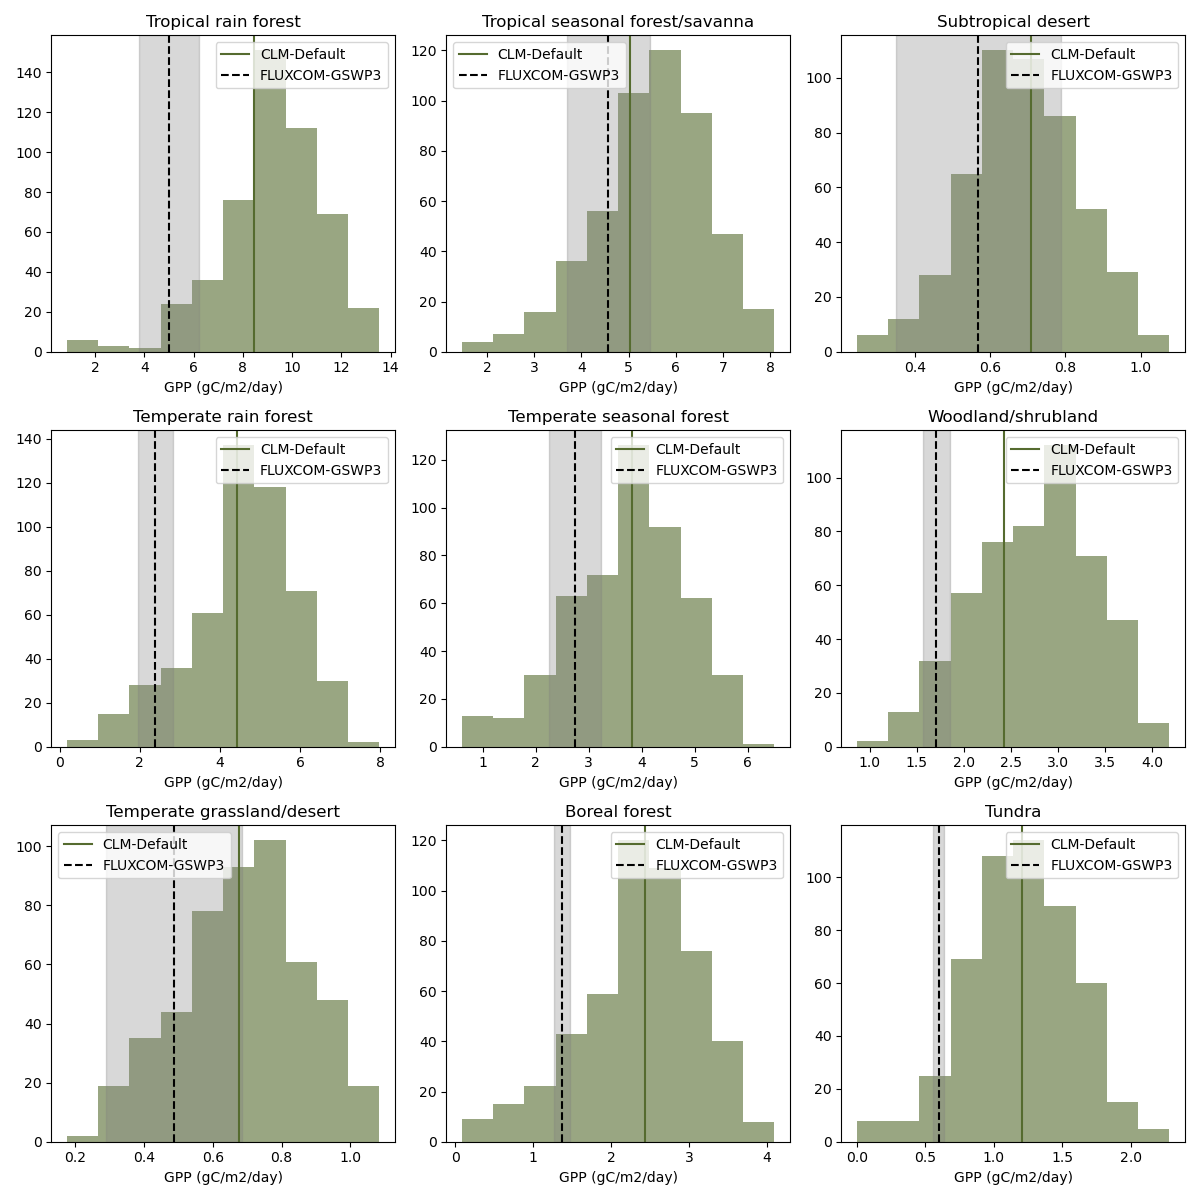 Tropical rain forest
CLM-Default
FLUXCOM-GSWP3
140
120
100
80
60
40
20
0
2 4 6 8 10 12 14
GPP (gC/m2/day)
Tropical seasonal forest/savanna
CLM-Default
FLUXCOM-GSWP3
120
100
80
60
40
20
0
2 3 4 5 6 7 8
GPP (gC/m2/day)
Subtropical desert
CLM-Default
FLUXCOM-GSWP3
100
80
60
40
20
0
0.4 0.6 0.8 1.0
GPP (gC/m2/day)
Temperate rain forest
CLM-Default
FLUXCOM-GSWP3
140
120
100
80
60
40
20
0
0 2 4 6 8
GPP (gC/m2/day)
Temperate seasonal forest
CLM-Default
FLUXCOM-GSWP3
120
100
80
60
40
20
0
1 2 3 4 5 6
GPP (gC/m2/day)
Woodland/shrubland
CLM-Default
FLUXCOM-GSWP3
100
80
60
40
20
0
1.0 1.5 2.0 2.5 3.0 3.5 4.0
GPP (gC/m2/day)
Temperate grassland/desert
CLM-Default
FLUXCOM-GSWP3
100
80
60
40
20
0
0.2 0.4 0.6 0.8 1.0
GPP (gC/m2/day)
Boreal forest
CLM-Default
FLUXCOM-GSWP3
120
100
80
60
40
20
0
0 1 2 3 4
GPP (gC/m2/day)
Tundra
CLM-Default
FLUXCOM-GSWP3
100
80
60
40
20
0
0.0 0.5 1.0 1.5 2.0
GPP (gC/m2/day)